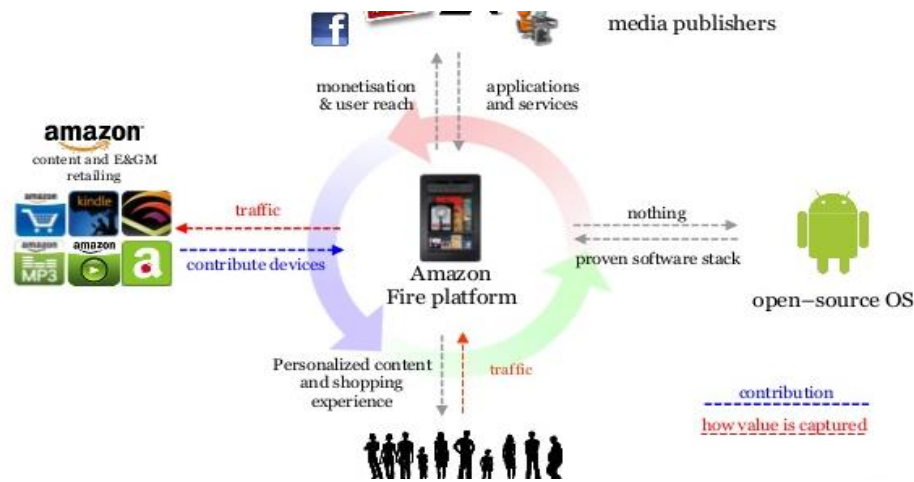 media publishers
monetisation
& user reach
applications
and services
amazon
content and E&GM
retailing
amazon
kindle
traffic
nothing
amazon
MP3
amazon
a
contribute devices
proven software stack
Amazon
Fire platform
open–source OS
Personalized content
and shopping
experience
traffic
contribution
how value is captured